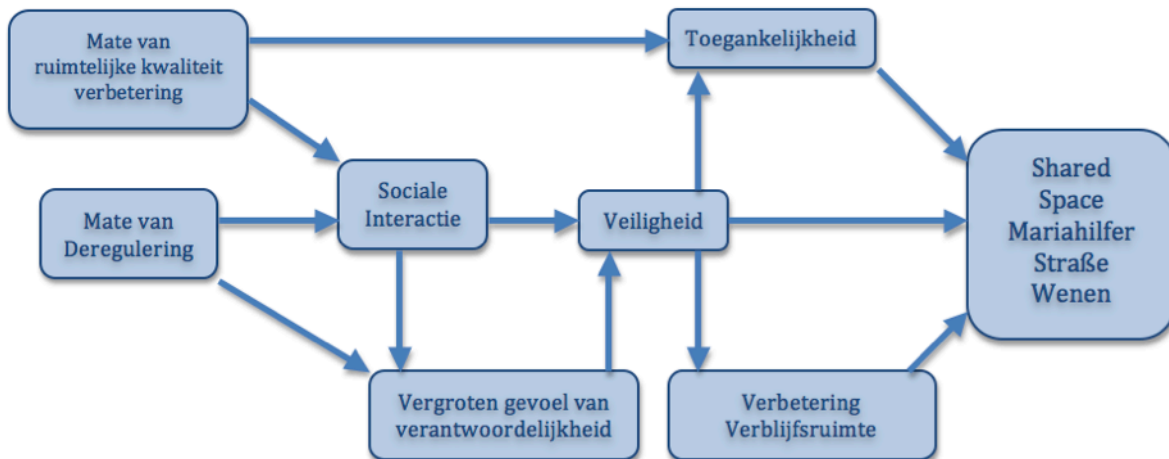 Mate van
ruimtelijke kwaliteit
verbetering
Toegankelijkheid
Mate van
Deregulering
Sociale
Interactie
Veiligheid
Shared
Space
Mariahilfer
Straße
Wenen
Vergroten gevoel van
verantwoordelijkheid
Verbetering
Verblijfsruimte